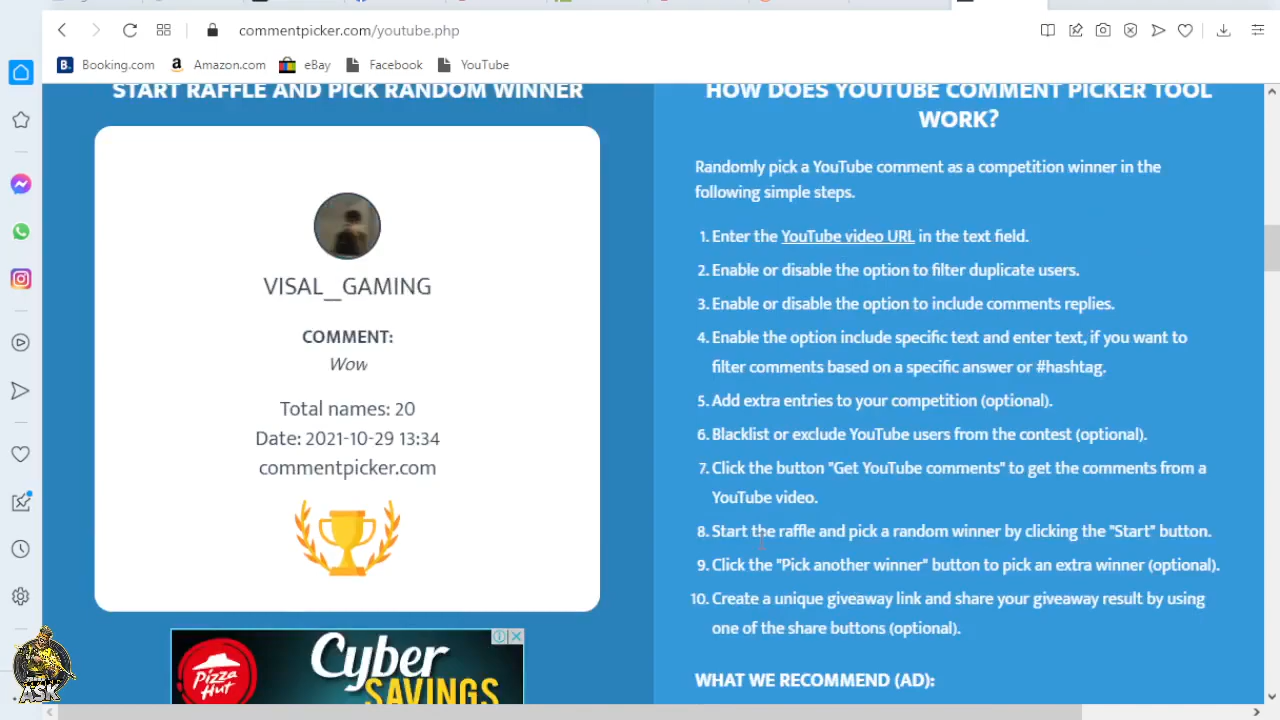 commentpicker.com/youtube.php
B. Booking.com
a Amazon.com
eBay
Facebook
YouTube
START RAFFLE AND PICK RANDOM WINNER
VISAL__GAMING
COMMENT:
Wow
Total names: 20
Date: 2021-10-29 13:34
commentpicker.com
Pizza
Hut
Cyber
SAVINGS
HOW DOES YOUTUBE COMMENT PICKER TOOL
WORK?
Randomly pick a YouTube comment as a competition winner in the
following simple steps.
1. Enter the YouTube video URL in the text field.
2. Enable or disable the option to filter duplicate users.
3. Enable or disable the option to include comments replies.
4. Enable the option include specific text and enter text, if you want to
filter comments based on a specific answer or #hashtag.
5. Add extra entries to your competition (optional).
6. Blacklist or exclude YouTube users from the contest (optional).
7. Click the button "Get YouTube comments" to get the comments from a
YouTube video.
8. Start the raffle and pick a random winner by clicking the "Start" button.
9. Click the "Pick another winner" button to pick an extra winner (optional).
10. Create a unique giveaway link and share your giveaway result by using
one of the share buttons (optional).
WHAT WE RECOMMEND (AD):